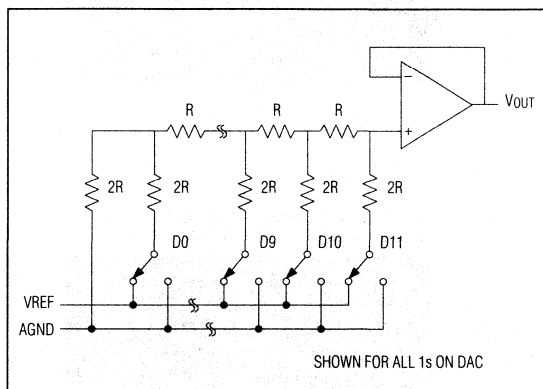 R R R
−
+
VOUT
2R 2R 2R 2R 2R
D0 D9 D10 D11
VREF
AGND
SHOWN FOR ALL 1s ON DAC